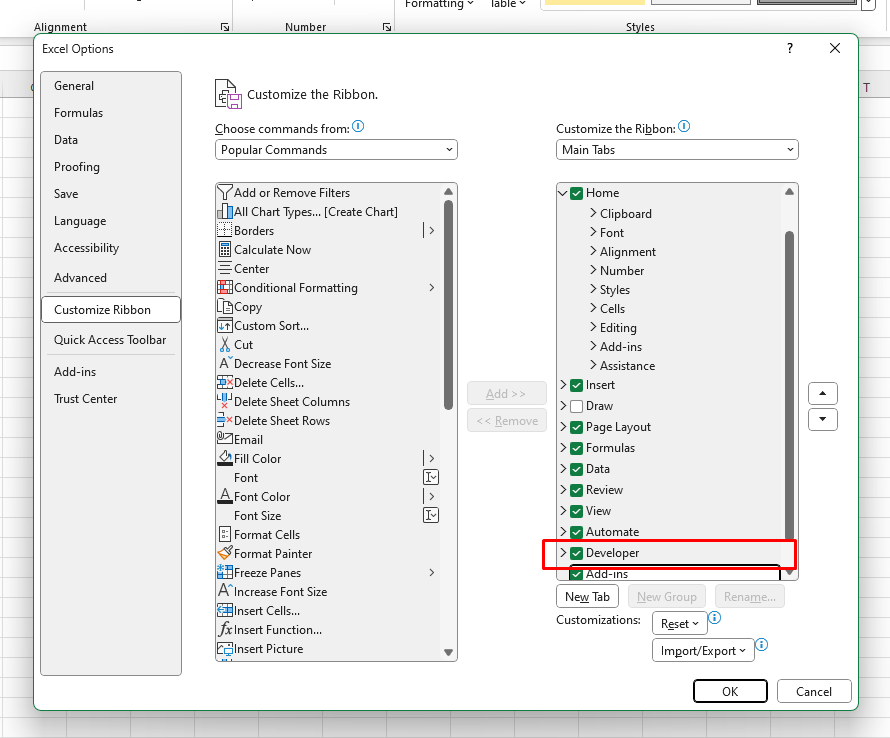 Formatting
Table
Alignment
Number
Styles
Excel Options
?
General
Formulas
Data
Proofing
Save
Language
Accessibility
Advanced
Customize Ribbon
Quick Access Toolbar
Add-ins
Trust Center
Customize the Ribbon.
Choose commands from:
Popular Commands
Add or Remove Filters
All Chart Types... [Create Chart]
Borders
Calculate Now
Center
Conditional Formatting
Copy
Custom Sort...
Cut
Decrease Font Size
Delete Cells...
Delete Sheet Columns
Delete Sheet Rows
Email
Fill Color
Font
Font Color
Font Size
Format Cells
Format Painter
Freeze Panes
Increase Font Size
Insert Cells...
Insert Function...
Insert Picture
Add >>
<< Remove
Customize the Ribbon:
Main Tabs
Home
Clipboard
Font
Alignment
Number
Styles
Cells
Editing
Add-ins
Assistance
Insert
Draw
Page Layout
Formulas
Data
Review
View
Automate
Developer
Add-ins
New Tab
New Group
Rename...
Customizations:
Reset
Import/Export
OK
Cancel
T